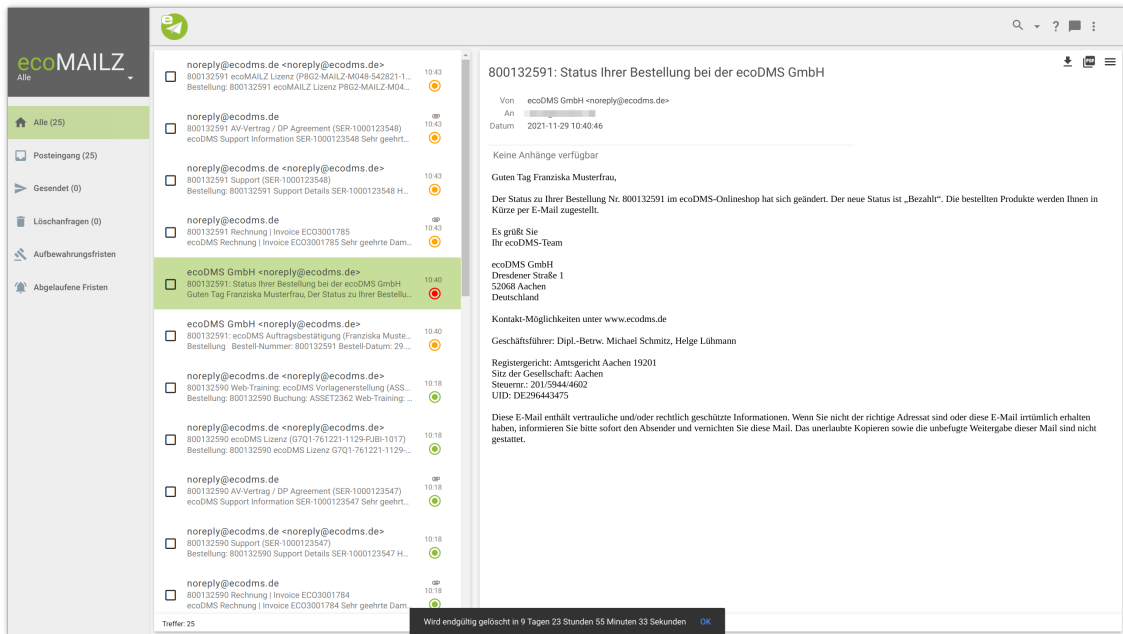 ecoMAILZ
Alle
Alle (25)
Posteingang (25)
Gesendet (0)
Löschanfragen (0)
Aufbewahrungsfristen
Abgelaufene Fristen
noreply@ecodms.de <noreply@ecodms.de>
800132591 ecoMAILZ Lizenz (P8G2-MAILZ-M048-542821-1...
10:43
Bestellung: 800132591 ecoMAILZ Lizenz P8G2-MAILZ-M04...
noreply@ecodms.de
800132591 AV-Vertrag / DP Agreement (SER-1000123548)
10:43
ecoDMS Support Information SER-1000123548 Sehr geehrt...
noreply@ecodms.de <noreply@ecodms.de>
800132591 Support (SER-1000123548)
10:43
Bestellung: 800132591 Support Details SER-1000123548 H...
noreply@ecodms.de
800132591 Rechnung | Invoice ECO3001785
10:43
ecoDMS Rechnung | Invoice ECO3001785 Sehr geehrte Dam...
ecoDMS GmbH <noreply@ecodms.de>
800132591: Status Ihrer Bestellung bei der ecoDMS GmbH
10:40
Guten Tag Franziska Musterfrau, Der Status zu Ihrer Bestellu...
ecoDMS GmbH <noreply@ecodms.de>
800132591: ecoDMS Auftragsbestätigung (Franziska Muste...
10:40
Bestellung Bestell-Nummer: 800132591 Bestell-Datum: 29....
noreply@ecodms.de <noreply@ecodms.de>
800132590 Web-Training: ecoDMS Vorlagenerstellung (ASS...
10:18
Bestellung: 800132590 Buchung: ASSET2362 Web-Training: ...
noreply@ecodms.de <noreply@ecodms.de>
800132590 ecoDMS Lizenz (G7Q1-761221-1129-PJBI-1017)
10:18
Bestellung: 800132590 ecoDMS Lizenz G7Q1-761221-1129-...
noreply@ecodms.de
800132590 AV-Vertrag / DP Agreement (SER-1000123547)
10:18
ecoDMS Support Information SER-1000123547 Sehr geehrt...
noreply@ecodms.de <noreply@ecodms.de>
800132590 Support (SER-1000123547)
10:18
Bestellung: 800132590 Support Details SER-1000123547 H...
noreply@ecodms.de
800132590 Rechnung | Invoice ECO3001784
10:18
ecoDMS Rechnung | Invoice ECO3001784 Sehr geehrte Dam...
Treffer: 25
800132591: Status Ihrer Bestellung bei der ecoDMS GmbH
PDF
Von ecoDMS GmbH <noreply@ecodms.de>
An
Datum 2021-11-29 10:40:46
Keine Anhänge verfügbar
Guten Tag Franziska Musterfrau,
Der Status zu Ihrer Bestellung Nr. 800132591 im ecoDMS-Onlineshop hat sich geändert. Der neue Status ist „Bezahlt“. Die bestellten Produkte werden Ihnen in
Kürze per E-Mail zugestellt.
Es grüßt Sie
Ihr ecoDMS-Team
ecoDMS GmbH
Dresdener Straße 1
52068 Aachen
Deutschland
Kontakt-Möglichkeiten unter www.ecodms.de
Geschäftsführer: Dipl.-Betrw. Michael Schmitz, Helge Lühmann
Registergericht: Amtsgericht Aachen 19201
Sitz der Gesellschaft: Aachen
Steuernr.: 201/5944/4602
UID: DE296443475
Diese E-Mail enthält vertrauliche und/oder rechtlich geschützte Informationen. Wenn Sie nicht der richtige Adressat sind oder diese E-Mail irrtümlich erhalten
haben, informieren Sie bitte sofort den Absender und vernichten Sie diese Mail. Das unerlaubte Kopieren sowie die unbefugte Weitergabe dieser Mail sind nicht
gestattet.
Wird endgültig gelöscht in 9 Tagen 23 Stunden 55 Minuten 33 Sekunden OK